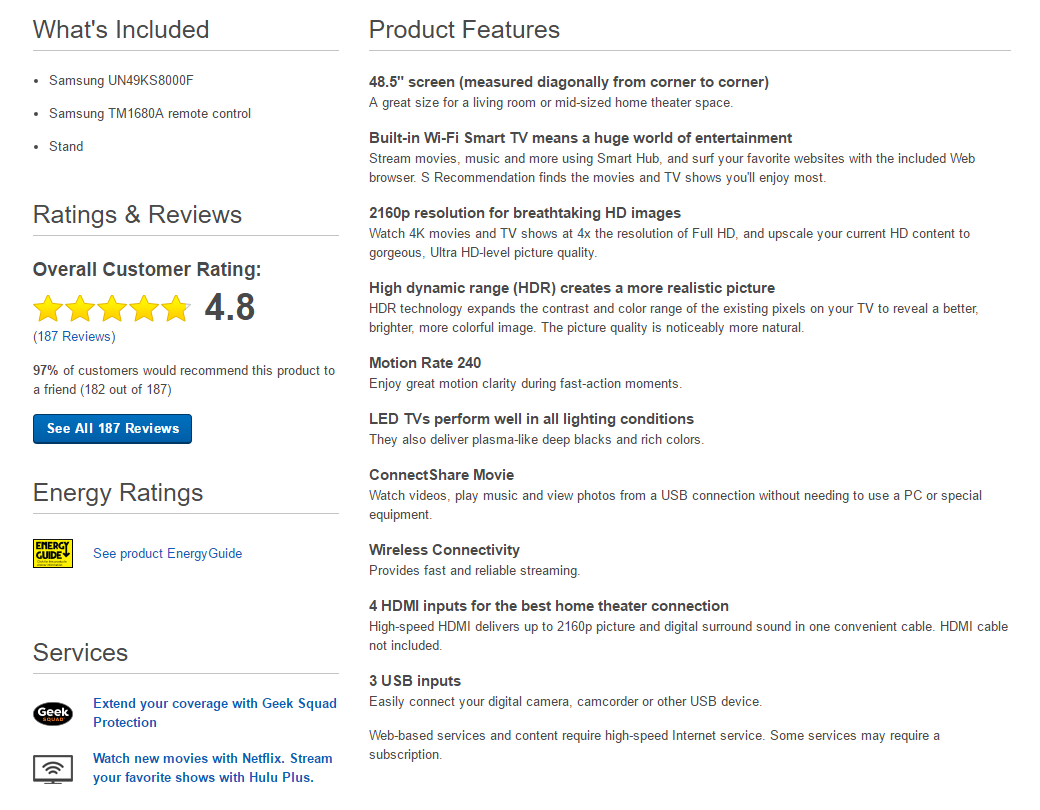 What's Included
Samsung UN49KS8000F
Samsung TM1680A remote control
Stand
Ratings & Reviews
Overall Customer Rating:
4.8
(187 Reviews)
97% of customers would recommend this product to
a friend (182 out of 187)
See All 187 Reviews
Energy Ratings
ENERGY
GUIDE
See product EnergyGuide
Services
Geek
SQUAD
Extend your coverage with Geek Squad
Protection
Watch new movies with Netflix. Stream
your favorite shows with Hulu Plus.
Product Features
48.5" screen (measured diagonally from corner to corner)
A great size for a living room or mid-sized home theater space.
Built-in Wi-Fi Smart TV means a huge world of entertainment
Stream movies, music and more using Smart Hub, and surf your favorite websites with the included Web
browser. S Recommendation finds the movies and TV shows you'll enjoy most.
2160p resolution for breathtaking HD images
Watch 4K movies and TV shows at 4x the resolution of Full HD, and upscale your current HD content to
gorgeous, Ultra HD-level picture quality.
High dynamic range (HDR) creates a more realistic picture
HDR technology expands the contrast and color range of the existing pixels on your TV to reveal a better,
brighter, more colorful image. The picture quality is noticeably more natural.
Motion Rate 240
Enjoy great motion clarity during fast-action moments.
LED TVs perform well in all lighting conditions
They also deliver plasma-like deep blacks and rich colors.
ConnectShare Movie
Watch videos, play music and view photos from a USB connection without needing to use a PC or special
equipment.
Wireless Connectivity
Provides fast and reliable streaming.
4 HDMI inputs for the best home theater connection
High-speed HDMI delivers up to 2160p picture and digital surround sound in one convenient cable. HDMI cable
not included.
3 USB inputs
Easily connect your digital camera, camcorder or other USB device.
Web-based services and content require high-speed Internet service. Some services may require a
subscription.